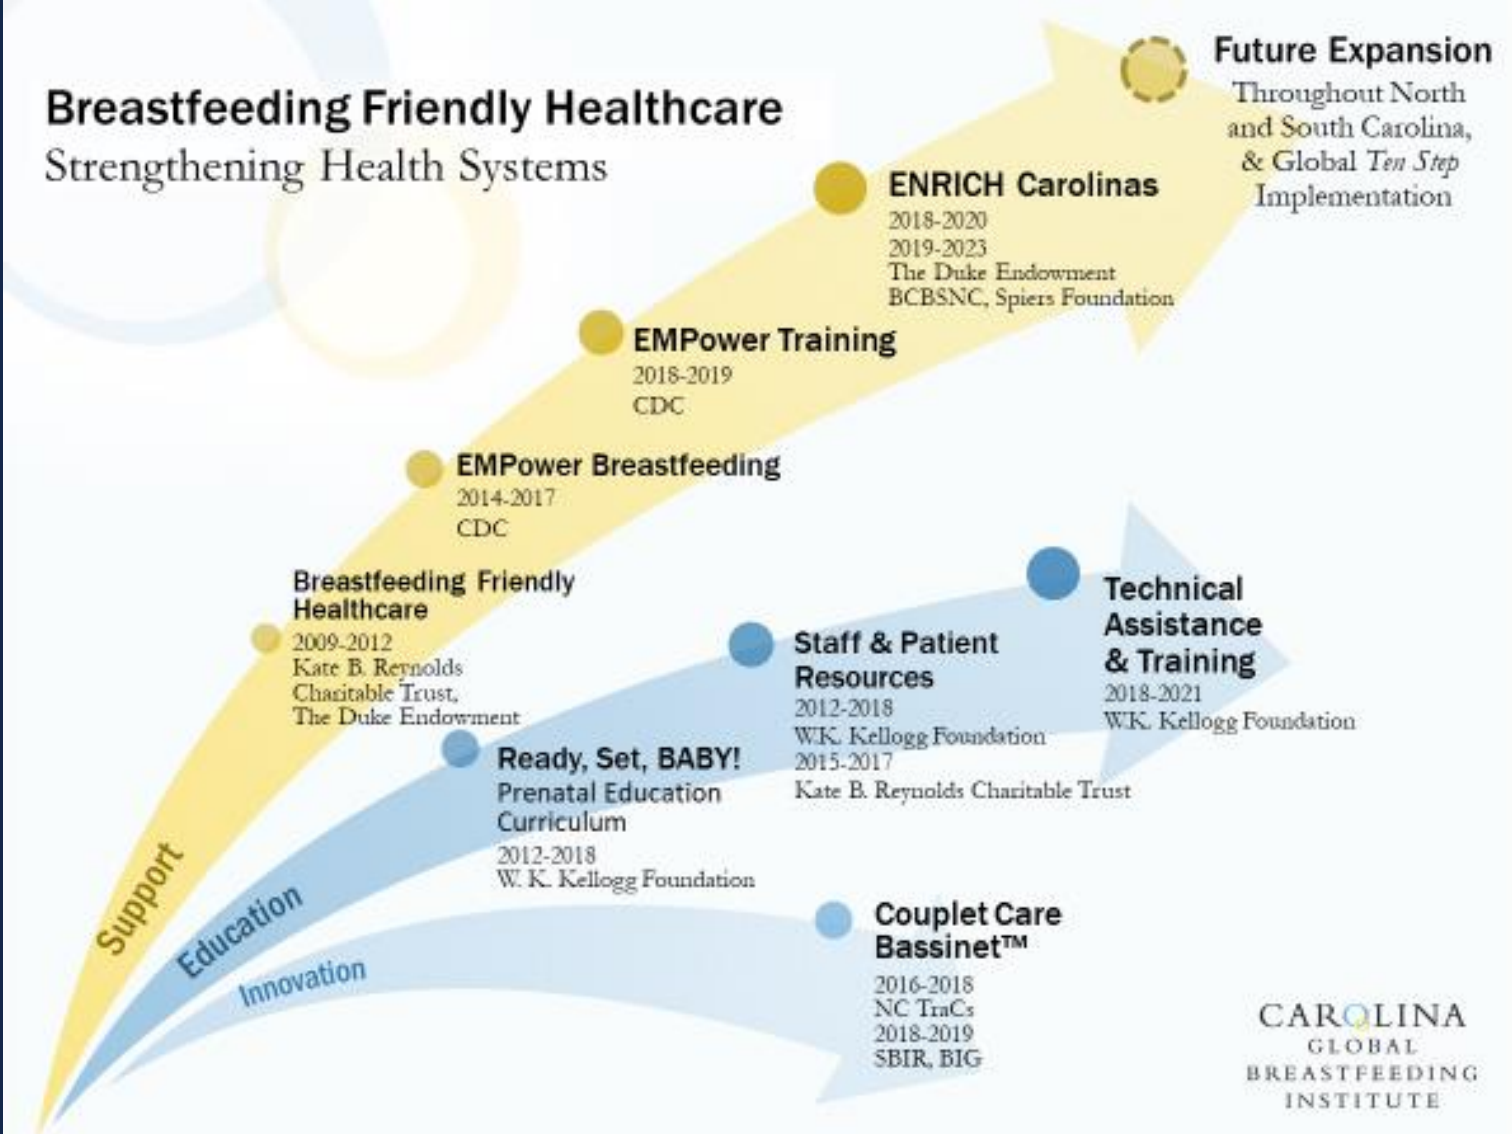 Breastfeeding Friendly Healthcare
Strengthening Health Systems
Future Expansion
Throughout North
and South Carolina,
& Global Ten Step
Implementation
ENRICH Carolinas
2018-2020
2019-2023
The Duke Endowment
BCBSNC, Spiers Foundation
EMPower Training
2018-2019
CDC
EMPower Breastfeeding
2014-2017
CDC
Breastfeeding Friendly
Healthcare
2009-2012
Kate B. Reynolds
Charitable Trust,
The Duke Endowment
Support
Technical
Assistance
& Training
2018-2021
W.K. Kellogg Foundation
Staff & Patient
Resources
2012-2018
W.K. Kellogg Foundation
2015-2017
Kate B. Reynolds Charitable Trust
Ready, Set, BABY!
Prenatal Education
Curriculum
2012-2018
W. K. Kellogg Foundation
Education
Innovation
Couplet Care
Bassinet™
2016-2018
NC TraCs
2018-2019
SBIR, BIG
CAROLINA
GLOBAL
BREASTFEEDING
INSTITUTE